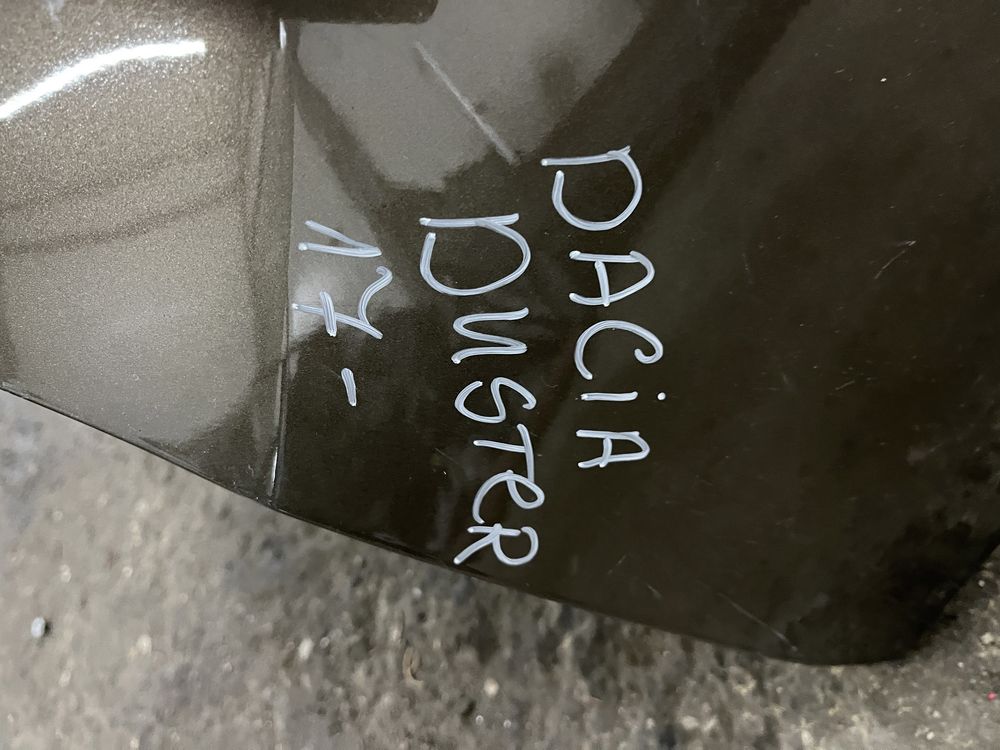 DACiA
DUSTeR
17-